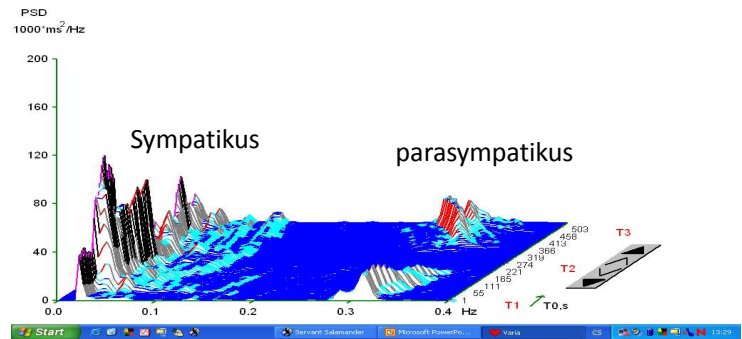 PSD
1000*ms²/Hz
200
160
120
80
40
0
Sympatikus
parasympatikus
0.0
0.1
0.2
0.3
0.4 Hz
1
55
111
165
221
274
319
366
413
458
503
T1
T2
T3
T0,s
Start
Servant Salamander
Microsoft PowerPo...
Varia
CS
13:29